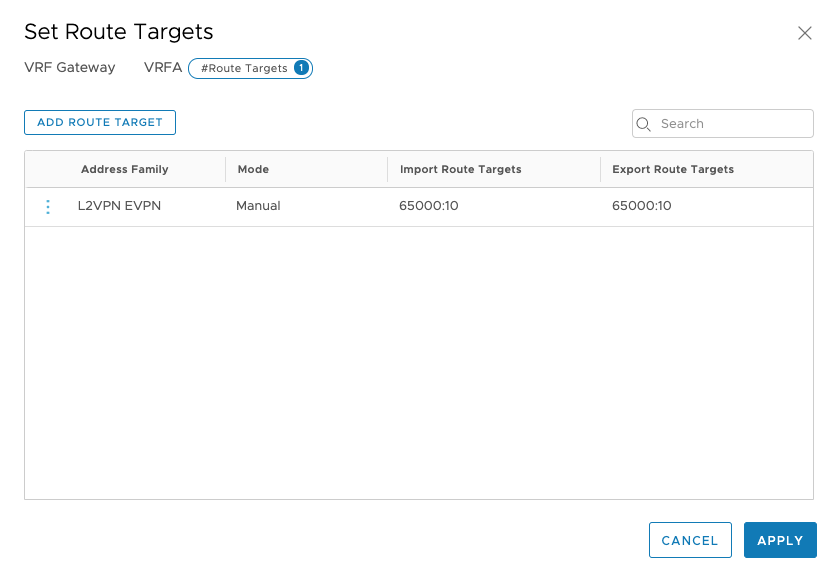 Set Route Targets
VRF Gateway VRFA #Route Targets 1
ADD ROUTE TARGET Search
Address Family Mode Import Route Targets Export Route Targets
L2VPN EVPN Manual 65000:10 65000:10
CANCEL APPLY